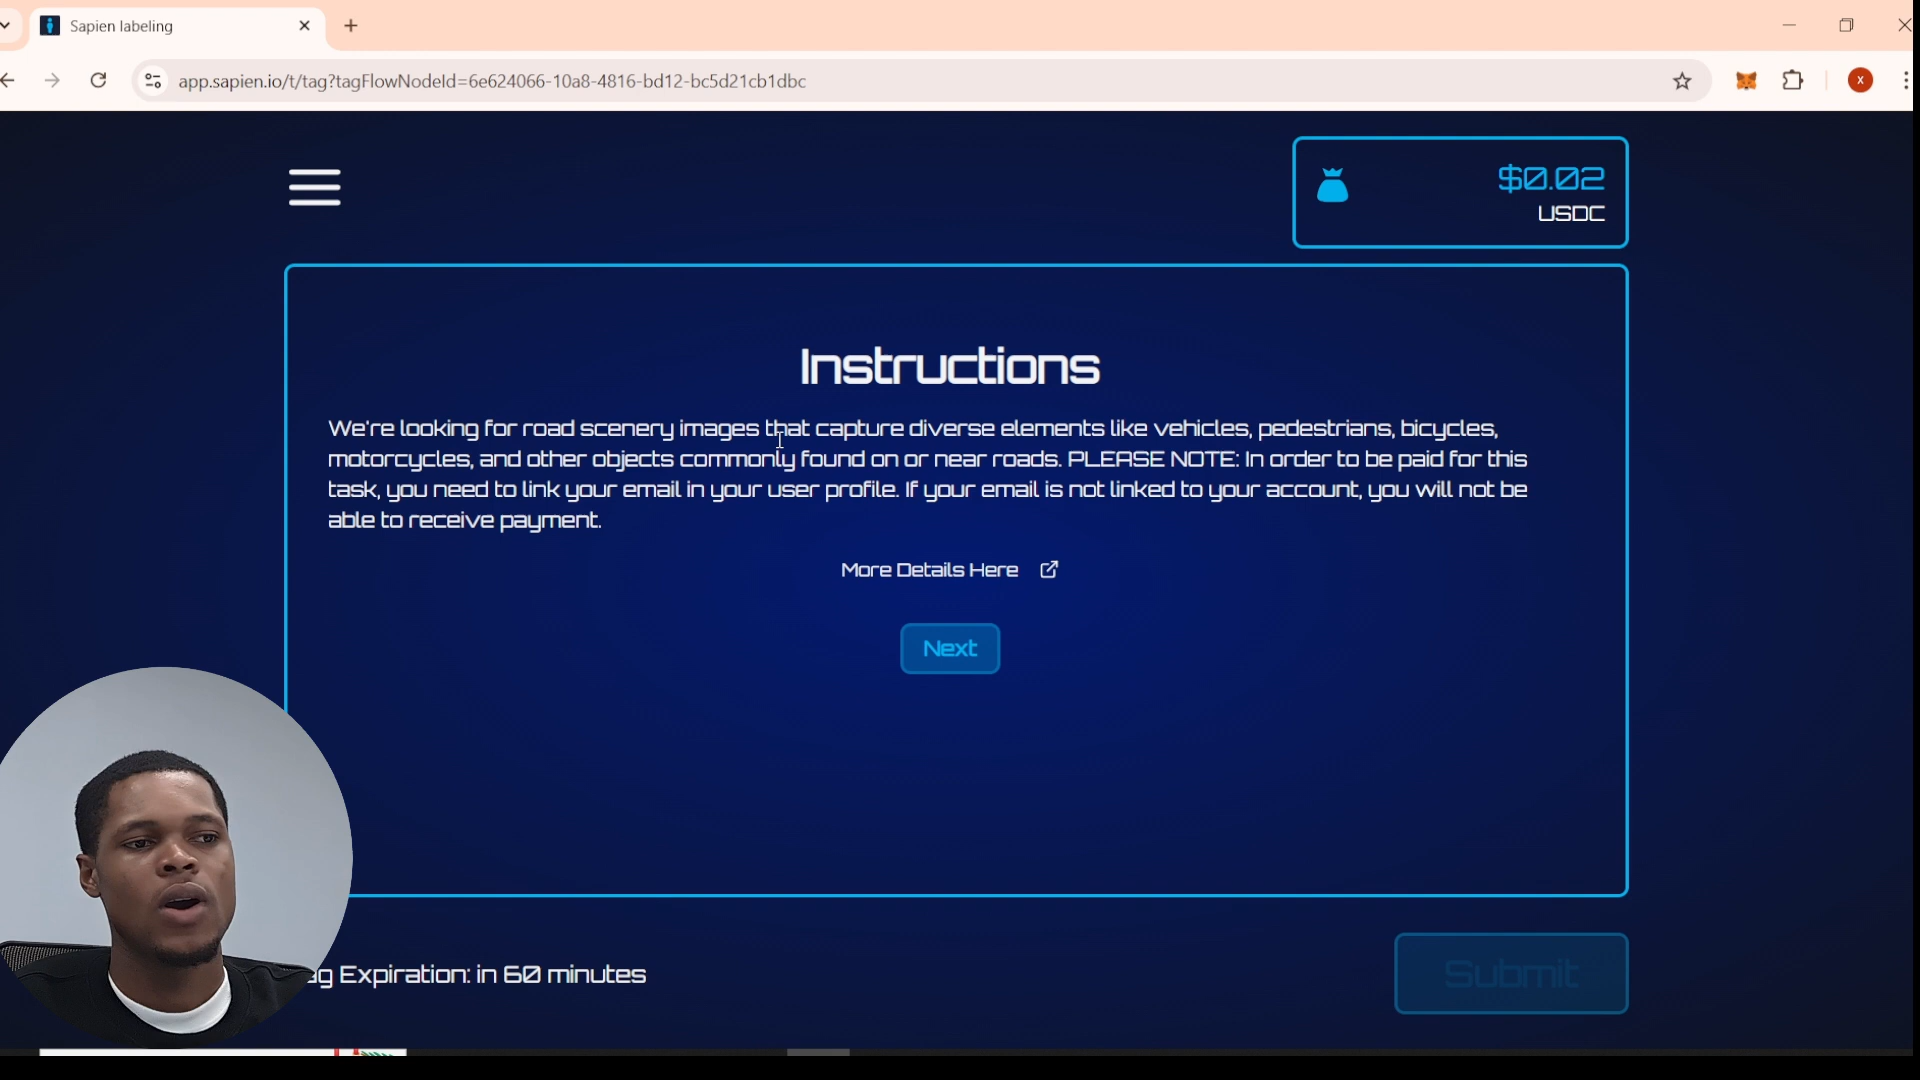 Sapien labeling
app.sapien.io/t/tag?tagFlowNodeId=6e624066-10a8-4816-bd12-bc5d21cb1dbc
X
$0.02
USDC
Instructions
We're looking for road scenery images that capture diverse elements like vehicles, pedestrians, bicycles,
motorcycles, and other objects commonly found on or near roads. PLEASE NOTE: In order to be paid for this
task, you need to link your email in your user profile. If your email is not linked to your account, you will not be
able to receive payment.
More Details Here
Next
ag Expiration: in 60 minutes
Submit